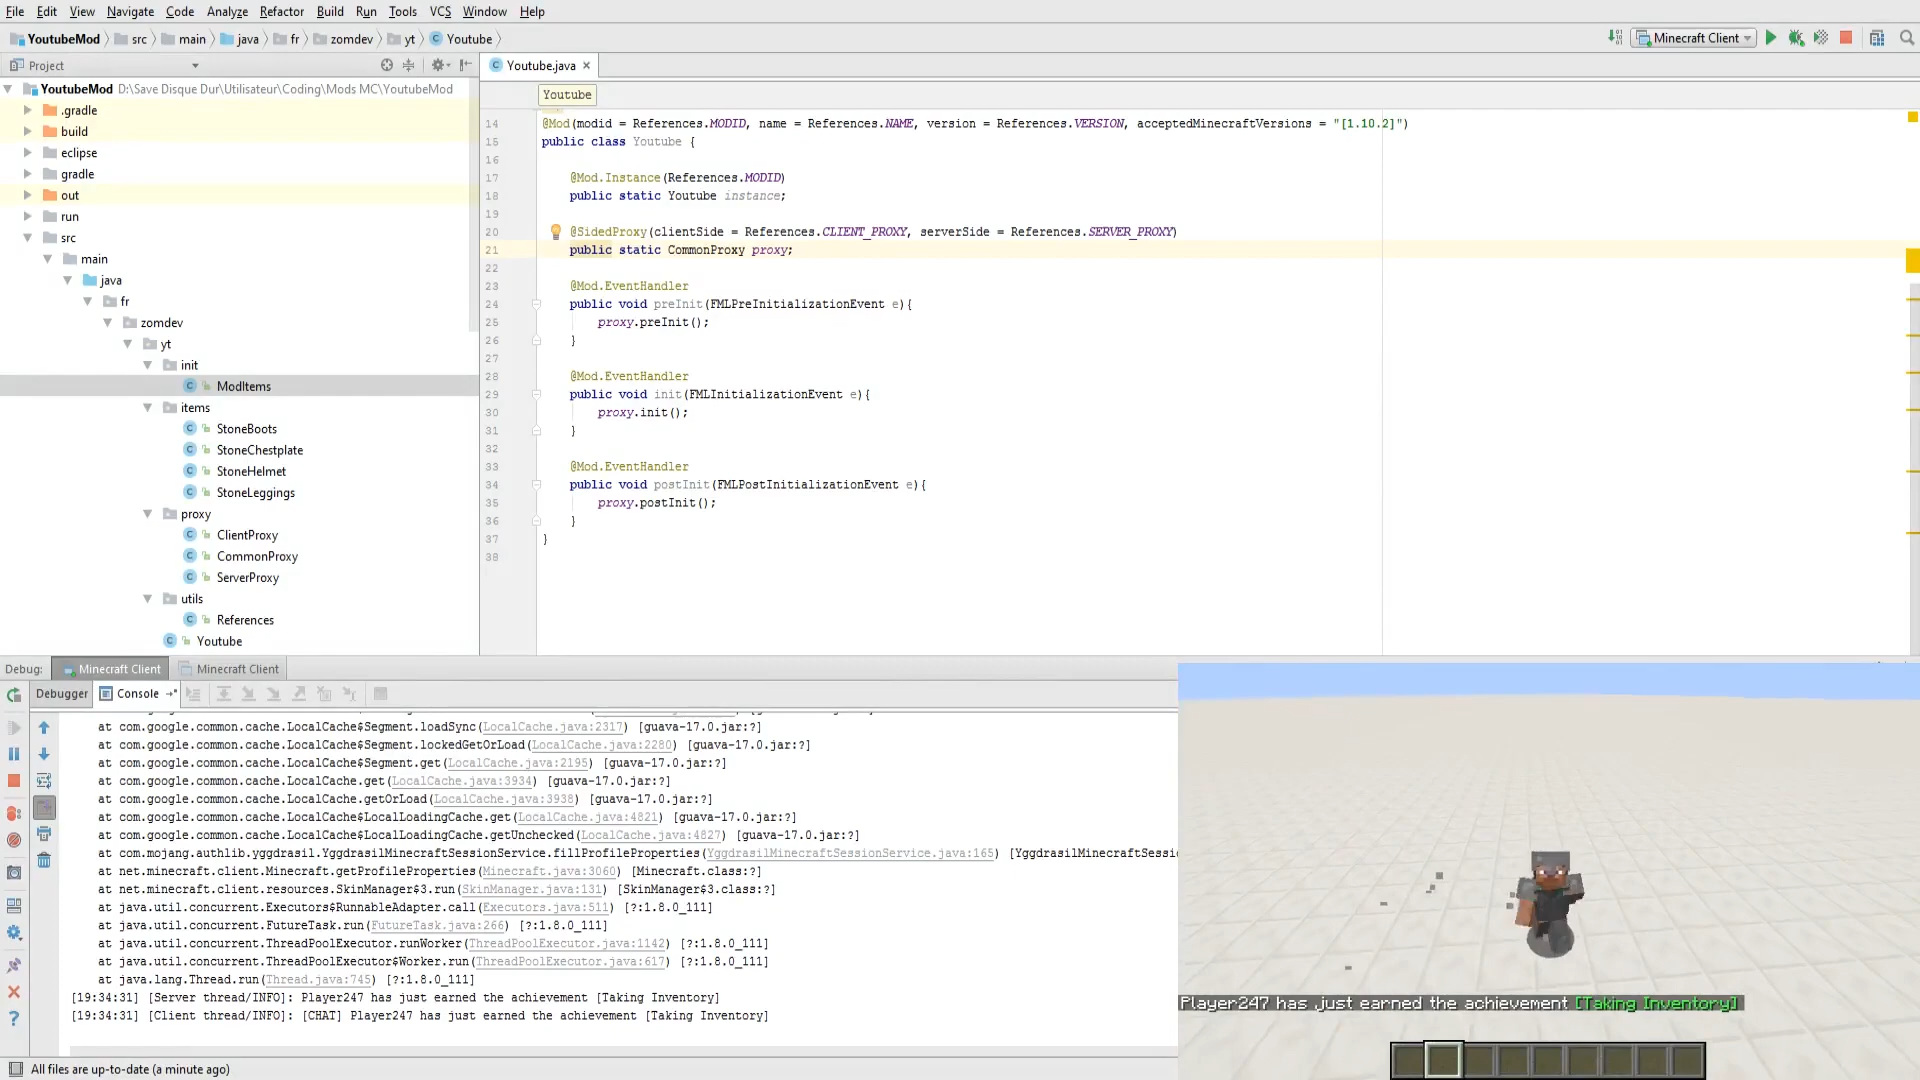 File Edit View Navigate Code Analyze Refactor Build Run Tools VCS Window Help
YoutubeMod src main java fr zomdev yt Youtube
Minecraft Client
Project
Youtube.java
YoutubeMod D:\Save Disque Dur\Utilisateur\Coding\Mods MC\YoutubeMod
.gradle
build
eclipse
gradle
out
run
src
main
java
fr
zomdev
yt
init
ModItems
items
StoneBoots
StoneChestplate
StoneHelmet
StoneLeggings
proxy
ClientProxy
CommonProxy
ServerProxy
utils
References
Youtube
Youtube
14 @Mod(modid = References.MODID, name = References.NAME, version = References.VERSION, acceptedMinecraftVersions = "[1.10.2]")
15 public class Youtube {
16
17 @Mod.Instance(References.MODID)
18 public static Youtube instance;
19
20 @SidedProxy(clientSide = References.CLIENT_PROXY, serverSide = References.SERVER_PROXY)
21 public static CommonProxy proxy;
22
23 @Mod.EventHandler
24 public void preInit(FMLPreInitializationEvent e){
25 proxy.preInit();
26 }
27
28 @Mod.EventHandler
29 public void init(FMLInitializationEvent e){
30 proxy.init();
31 }
32
33 @Mod.EventHandler
34 public void postInit(FMLPostInitializationEvent e){
35 proxy.postInit();
36 }
37 }
38
Debug: Minecraft Client Minecraft Client
Debugger Console
at com.google.common.cache.LocalCache$Segment.loadSync(LocalCache.java:2317) [guava-17.0.jar:?]
at com.google.common.cache.LocalCache$Segment.lockedGetOrLoad(LocalCache.java:2280) [guava-17.0.jar:?]
at com.google.common.cache.LocalCache$Segment.get(LocalCache.java:2195) [guava-17.0.jar:?]
at com.google.common.cache.LocalCache.get(LocalCache.java:3934) [guava-17.0.jar:?]
at com.google.common.cache.LocalCache.getOrLoad(LocalCache.java:3938) [guava-17.0.jar:?]
at com.google.common.cache.LocalCache$LocalLoadingCache.get(LocalCache.java:4821) [guava-17.0.jar:?]
at com.google.common.cache.LocalCache$LocalLoadingCache.getUnchecked(LocalCache.java:4827) [guava-17.0.jar:?]
at com.mojang.authlib.yggdrasil.YggdrasilMinecraftSessionService.fillProfileProperties(YggdrasilMinecraftSessionService.java:165) [YggdrasilMinecraftSessi
at net.minecraft.client.Minecraft.getProfileProperties(Minecraft.java:3060) [Minecraft.class:?]
at net.minecraft.client.resources.SkinManager$3.run(SkinManager.java:131) [SkinManager$3.class:?]
at java.util.concurrent.Executors$RunnableAdapter.call(Executors.java:511) [?:1.8.0_111]
at java.util.concurrent.FutureTask.run(FutureTask.java:266) [?:1.8.0_111]
at java.util.concurrent.ThreadPoolExecutor.runWorker(ThreadPoolExecutor.java:1142) [?:1.8.0_111]
at java.util.concurrent.ThreadPoolExecutor$Worker.run(ThreadPoolExecutor.java:617) [?:1.8.0_111]
at java.lang.Thread.run(Thread.java:745) [?:1.8.0_111]
[19:34:31] [Server thread/INFO]: Player247 has just earned the achievement [Taking Inventory]
[19:34:31] [Client thread/INFO]: [CHAT] Player247 has just earned the achievement [Taking Inventory]
Player247 has just earned the achievement [Taking Inventory]
All files are up-to-date (a minute ago)